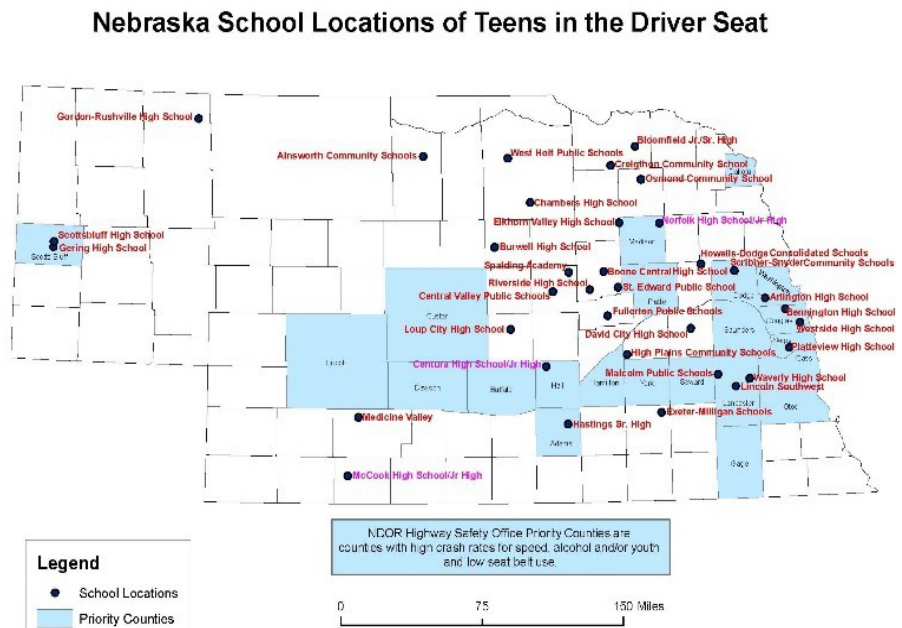 Nebraska School Locations of Teens in the Driver Seat
Gordon-Rushville High School
Ainsworth Community Schools
West Holt Public Schools
Bloomfield Jr./Sr. High
Creigthon Community School
Osmond Community School
Dakota
Chambers High School
Elkhorn Valley High School
Norfolk High School/Jr High
Scottsbluff High School
Gering High School
Scotts Bluff
Madison
Burwell High School
Howells-Dodge Consolidated Schools
Scribner-Snyder Community Schools
Spalding Academy
Boone Central High School
Washington
Riverside High School
St. Edward Public School
Central Valley Public Schools
Platte
Dodge
Arlington High School
Custer
Fullerton Public Schools
Bennington High School
Douglas
Loup City High School
David City High School
Saunders
Westside High School
Platteview High School
High Plains Community Schools
Cass
Lincoln
Centura High School/Jr High
Malcolm Public Schools
Waverly High School
Dawson
Buffalo
Hall
Hamilton
York
Seward
Lincoln Southwest
Lancaster
Otoe
Medicine Valley
Exeter-Milligan Schools
Hastings Sr. High
Adams
Gage
McCook High School/Jr High
NDOR Highway Safety Office Priority Counties are
counties with high crash rates for speed, alcohol and/or youth
and low seat belt use.
Legend
School Locations
Priority Counties
0 75 150 Miles